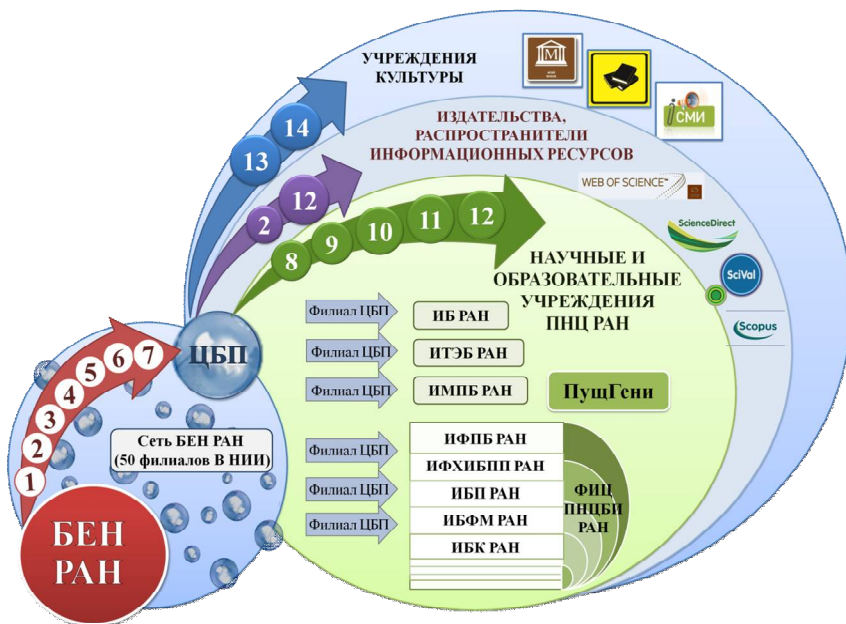 УЧРЕЖДЕНИЯ
КУЛЬТУРЫ
М
СМИ
ИЗДАТЕЛЬСТВА,
РАСПРОСТРАНИТЕЛИ
ИНФОРМАЦИОННЫХ РЕСУРСОВ
WEB OF SCIENCE™
ScienceDirect
SciVal
Scopus
13
14
2
12
8
9
10
11
12
НАУЧНЫЕ И
ОБРАЗОВАТЕЛЬНЫЕ
УЧРЕЖДЕНИЯ
ПНЦ РАН
Филиал ЦБП
ИБ РАН
Филиал ЦБП
ИТЭБ РАН
Филиал ЦБП
ИМПБ РАН
ПущГени
Филиал ЦБП
ИФПБ РАН
ИФХИБПП РАН
Филиал ЦБП
ИБП РАН
Филиал ЦБП
ИБФМ РАН
ИБК РАН
ФИЦ
ПНЦБИ
РАН
ЦБП
1
2
3
4
5
6
7
Сеть БЕН РАН
(50 филиалов В НИИ)
БЕН
РАН